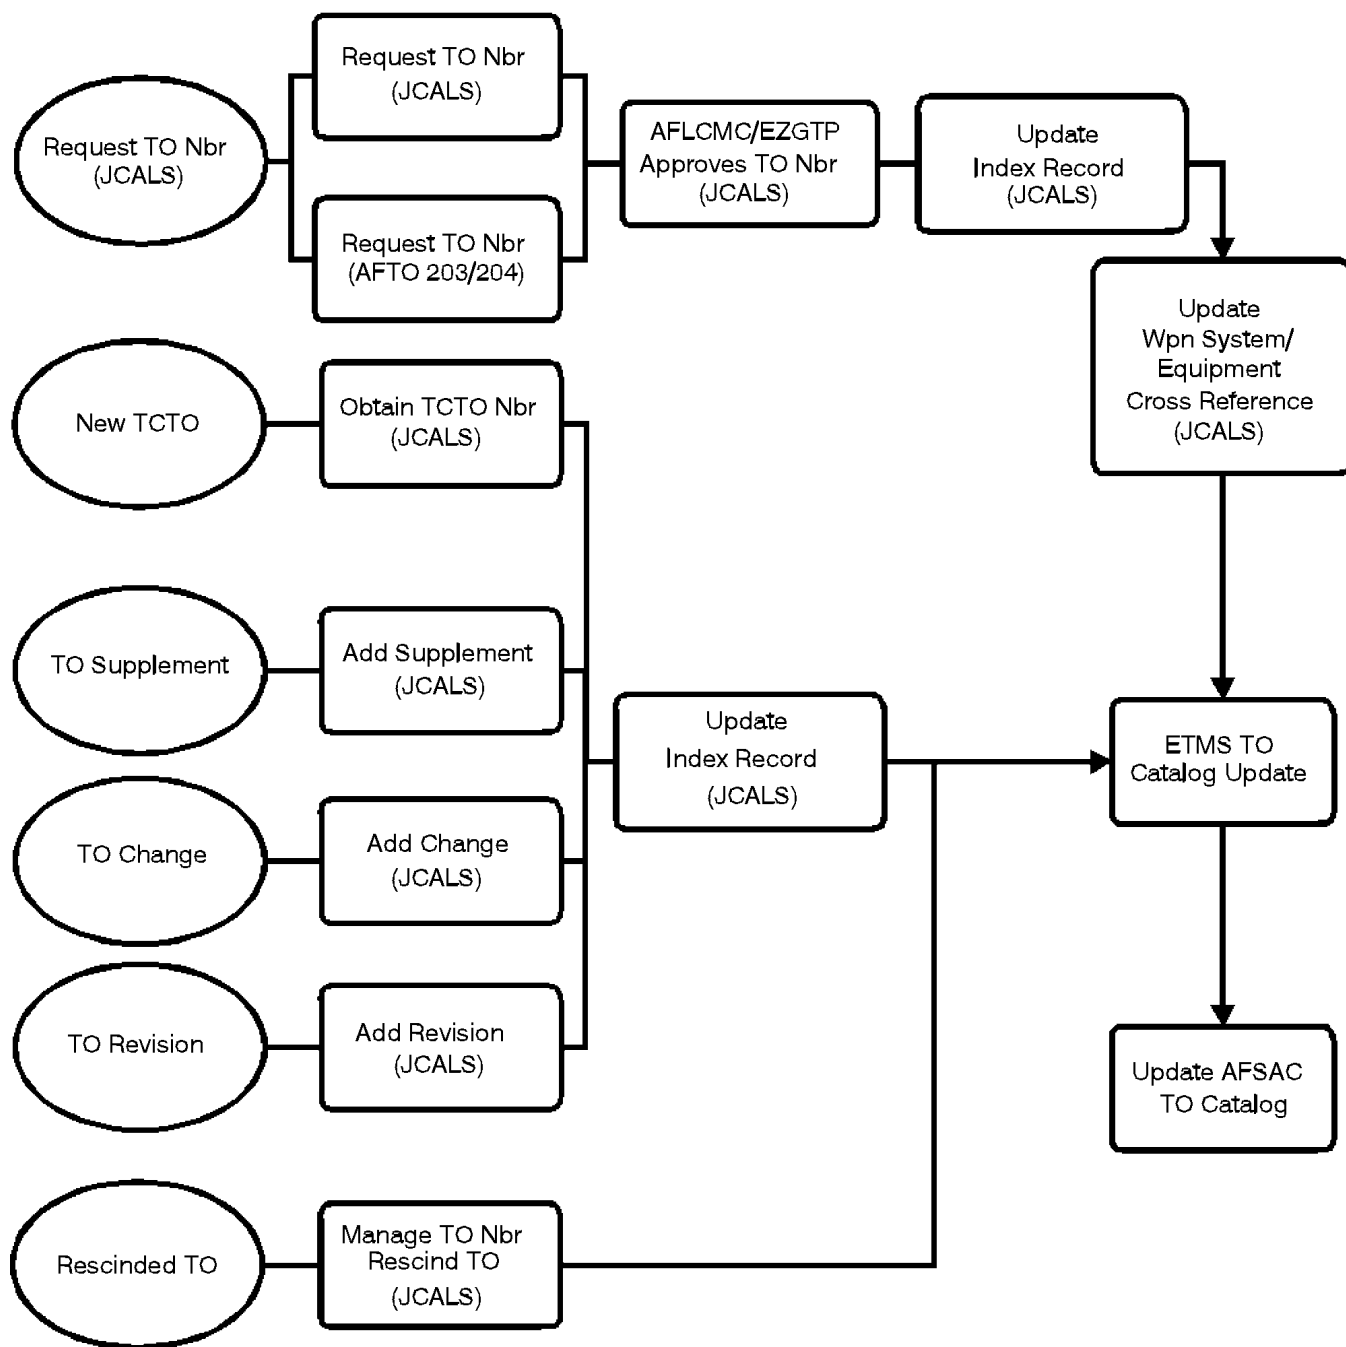 Request TO Nbr
(JCALS)
Request TO Nbr
(JCALS)
Request TO Nbr
(AFTO 203/204)
AFLCMC/EZGTP
Approves TO Nbr
(JCALS)
Update
Index Record
(JCALS)
Update
Wpn System/
Equipment
Cross Reference
(JCALS)
New TCTO
Obtain TCTO Nbr
(JCALS)
TO Supplement
Add Supplement
(JCALS)
TO Change
Add Change
(JCALS)
TO Revision
Add Revision
(JCALS)
Update
Index Record
(JCALS)
ETMS TO
Catalog Update
Update AFSAC
TO Catalog
Rescinded TO
Manage TO Nbr
Rescind TO
(JCALS)